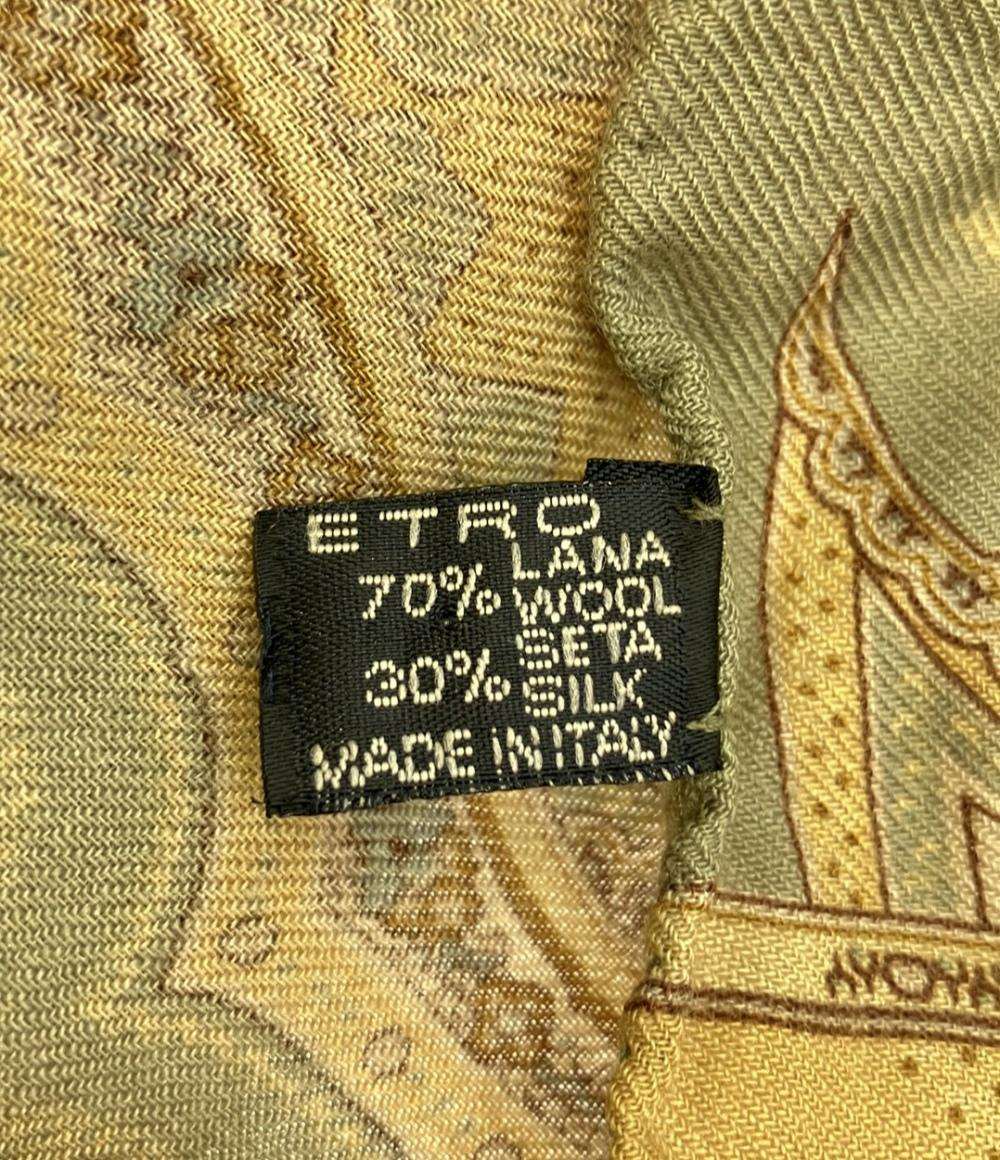 ETRO
LANA
70% WOOL
SETA
30% SILK
MADE IN ITALY